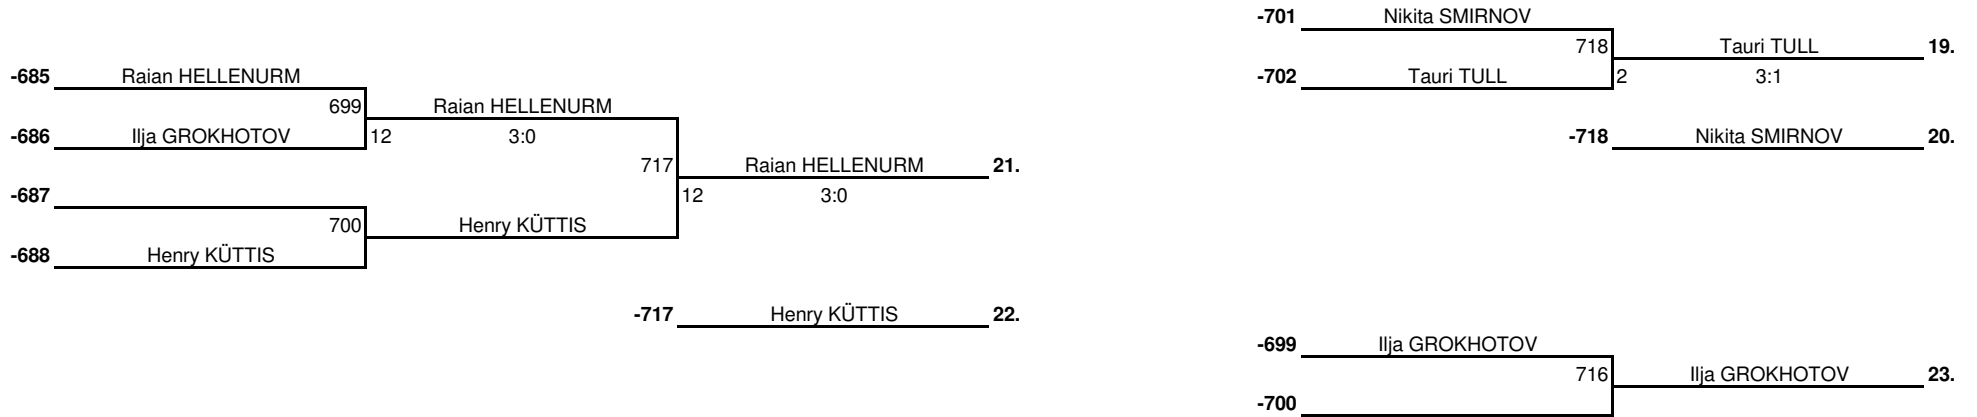 -701 Nikita SMIRNOV
718 Tauri TULL 19.
-702 Tauri TULL 2 3:1
-718 Nikita SMIRNOV 20.
-685 Raian HELLENURM
699 Raian HELLENURM
-686 Ilja GROKHOTOV 12 3:0
717 Raian HELLENURM 21.
-687 12 3:0
700 Henry KÜTTIS
-688 Henry KÜTTIS
-717 Henry KÜTTIS 22.
-699 Ilja GROKHOTOV
716 Ilja GROKHOTOV 23.
-700